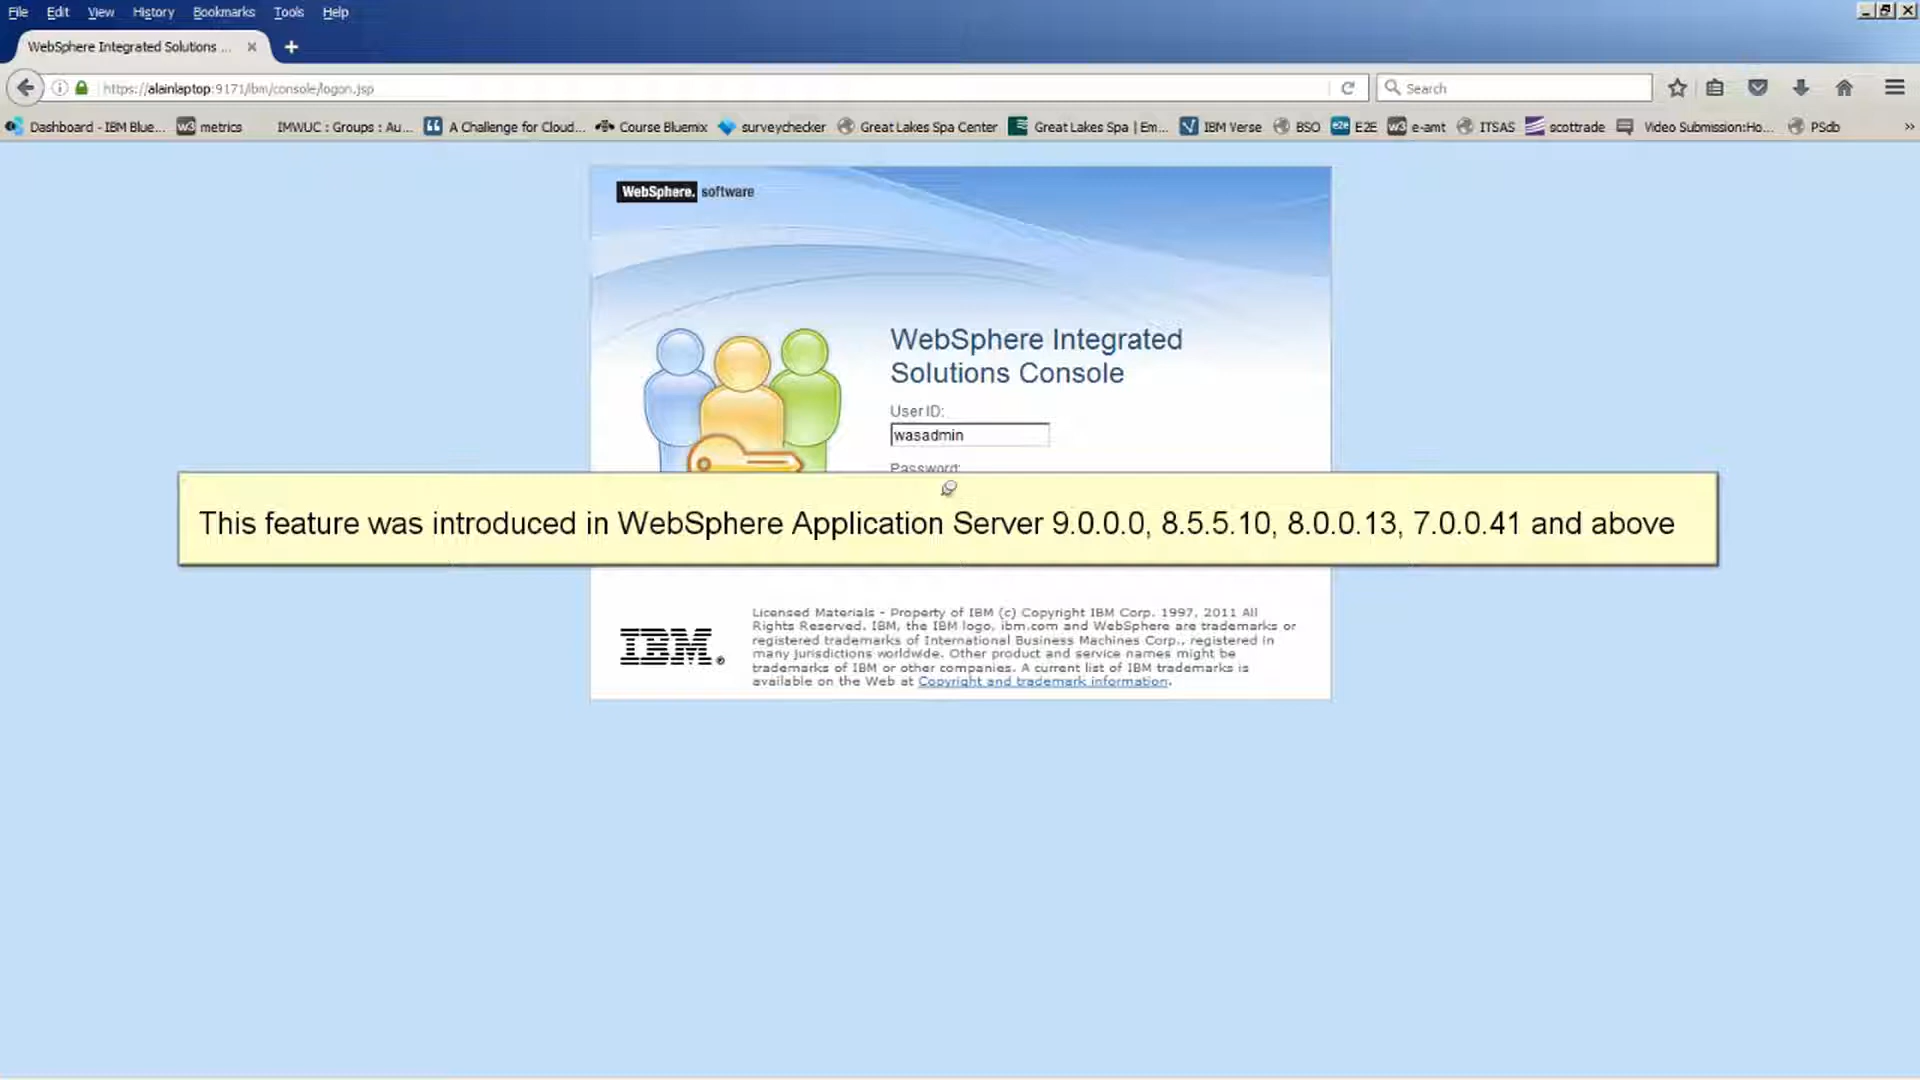 File Edit View History Bookmarks Tools Help
WebSphere Integrated Solutions ...
https://alainlaptop:9171/ibm/console/logon.jsp
Search
Dashboard - IBM Blue... w3 metrics IMWUC : Groups : Au... A Challenge for Cloud... Course Bluemix surveychecker Great Lakes Spa Center Great Lakes Spa | Em... IBM Verse BSO e2e E2E w3 e-amt ITSAS scottrade Video Submission:Ho... PSdb
WebSphere. software
WebSphere Integrated
Solutions Console
User ID:
wasadmin
Password:
This feature was introduced in WebSphere Application Server 9.0.0.0, 8.5.5.10, 8.0.0.13, 7.0.0.41 and above
IBM®
Licensed Materials - Property of IBM (c) Copyright IBM Corp. 1997, 2011 All
Rights Reserved. IBM, the IBM logo, ibm.com and WebSphere are trademarks or
registered trademarks of International Business Machines Corp., registered in
many jurisdictions worldwide. Other product and service names might be
trademarks of IBM or other companies. A current list of IBM trademarks is
available on the Web at Copyright and trademark information.